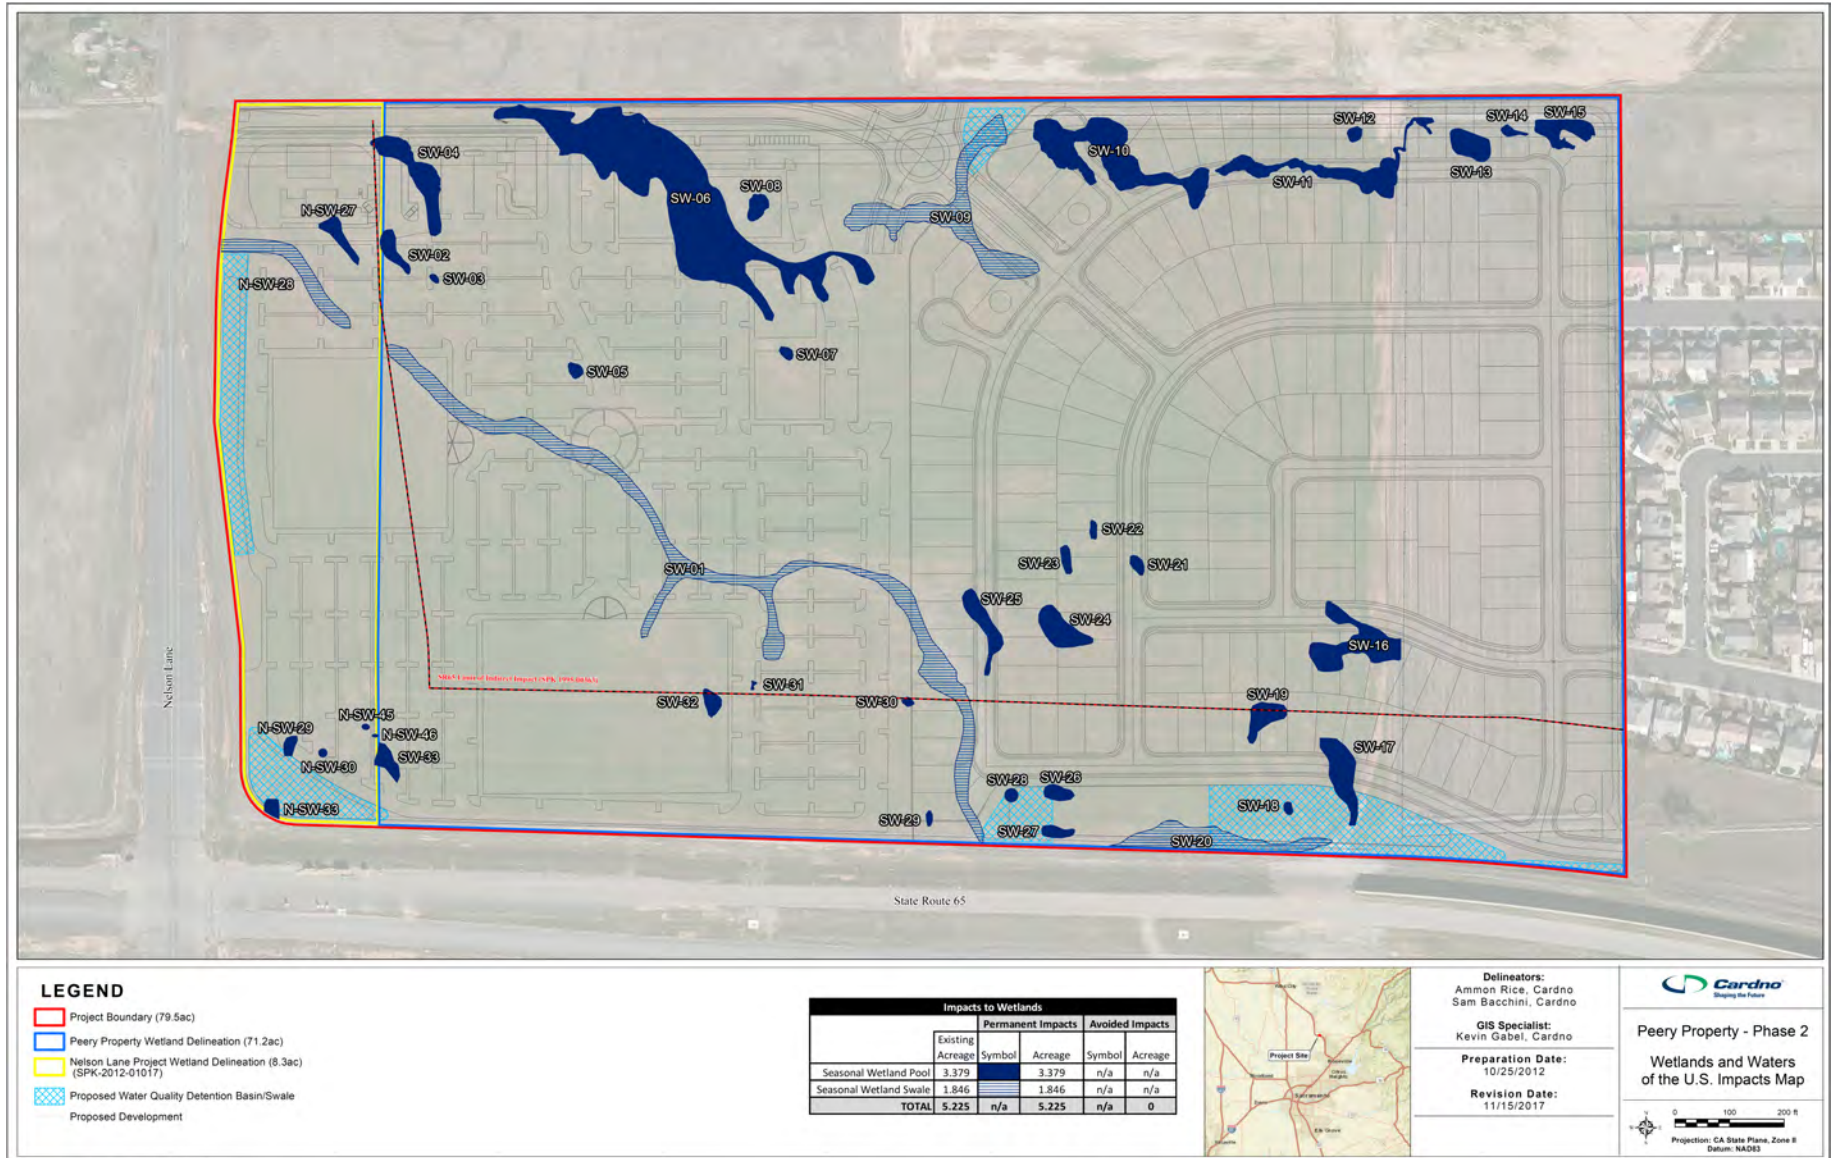 SW-12
SW-14
SW-15
SW-04
SW-10
SW-13
SW-08
SW-11
SW-06
N-SW-27
SW-09
SW-02
SW-03
N-SW-28
SW-07
SW-05
SW-22
SW-23
SW-21
SW-01
SW-25
SW-24
SW-16
Nelson Lane
SW-31
SW-32
SW-30
SW-19
N-SW-45
N-SW-29
N-SW-46
SW-33
N-SW-30
SW-17
SW-28
SW-26
N-SW-33
SW-18
SW-29
SW-27
SW-20
State Route 65
LEGEND
Project Boundary (79.5ac)
Peery Property Wetland Delineation (71.2ac)
Nelson Lane Project Wetland Delineation (8.3ac)
(SPK-2012-01017)
Proposed Water Quality Detention Basin/Swale
Proposed Development
Impacts to Wetlands
Permanent Impacts Avoided Impacts
Existing
Acreage Symbol Acreage Symbol Acreage
Seasonal Wetland Pool 3.379 3.379 n/a n/a
Seasonal Wetland Swale 1.846 1.846 n/a n/a
TOTAL 5.225 n/a 5.225 n/a 0
Project Site
Sacramento
Elk Grove
Delineators:
Ammon Rice, Cardno
Sam Bacchini, Cardno
GIS Specialist:
Kevin Gabel, Cardno
Preparation Date:
10/25/2012
Revision Date:
11/15/2017
Cardno
Shaping the Future
Peery Property - Phase 2
Wetlands and Waters
of the U.S. Impacts Map
0 100 200 ft
Projection: CA State Plane, Zone II
Datum: NAD83